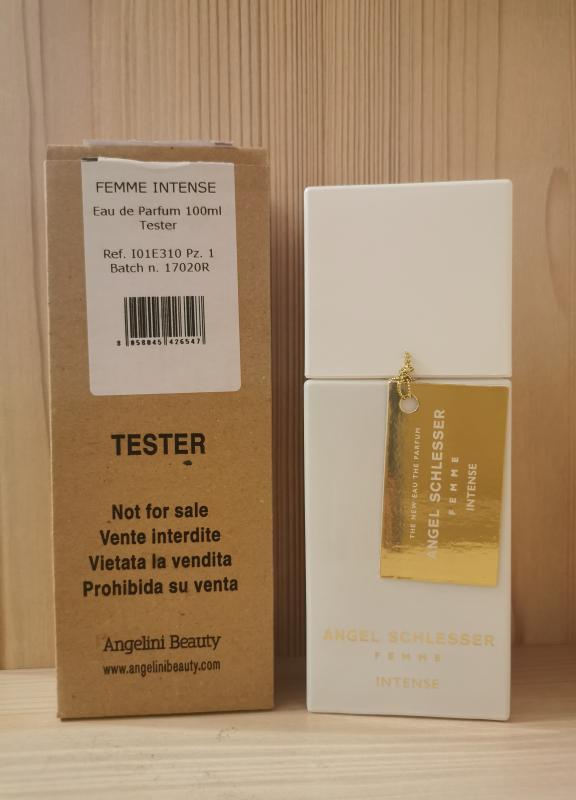 FEMME INTENSE
Eau de Parfum 100ml
Tester
Ref. I01E310 Pz. 1
Batch n. 17020R
8 058045 426547
TESTER
Not for sale
Vente interdite
Vietata la vendita
Prohibida su venta
Angelini Beauty
www.angelinibeauty.com
THE NEW EAU THE PARFUM
ANGEL SCHLESSER
FEMME
INTENSE
ANGEL SCHLESSER
FEMME
INTENSE